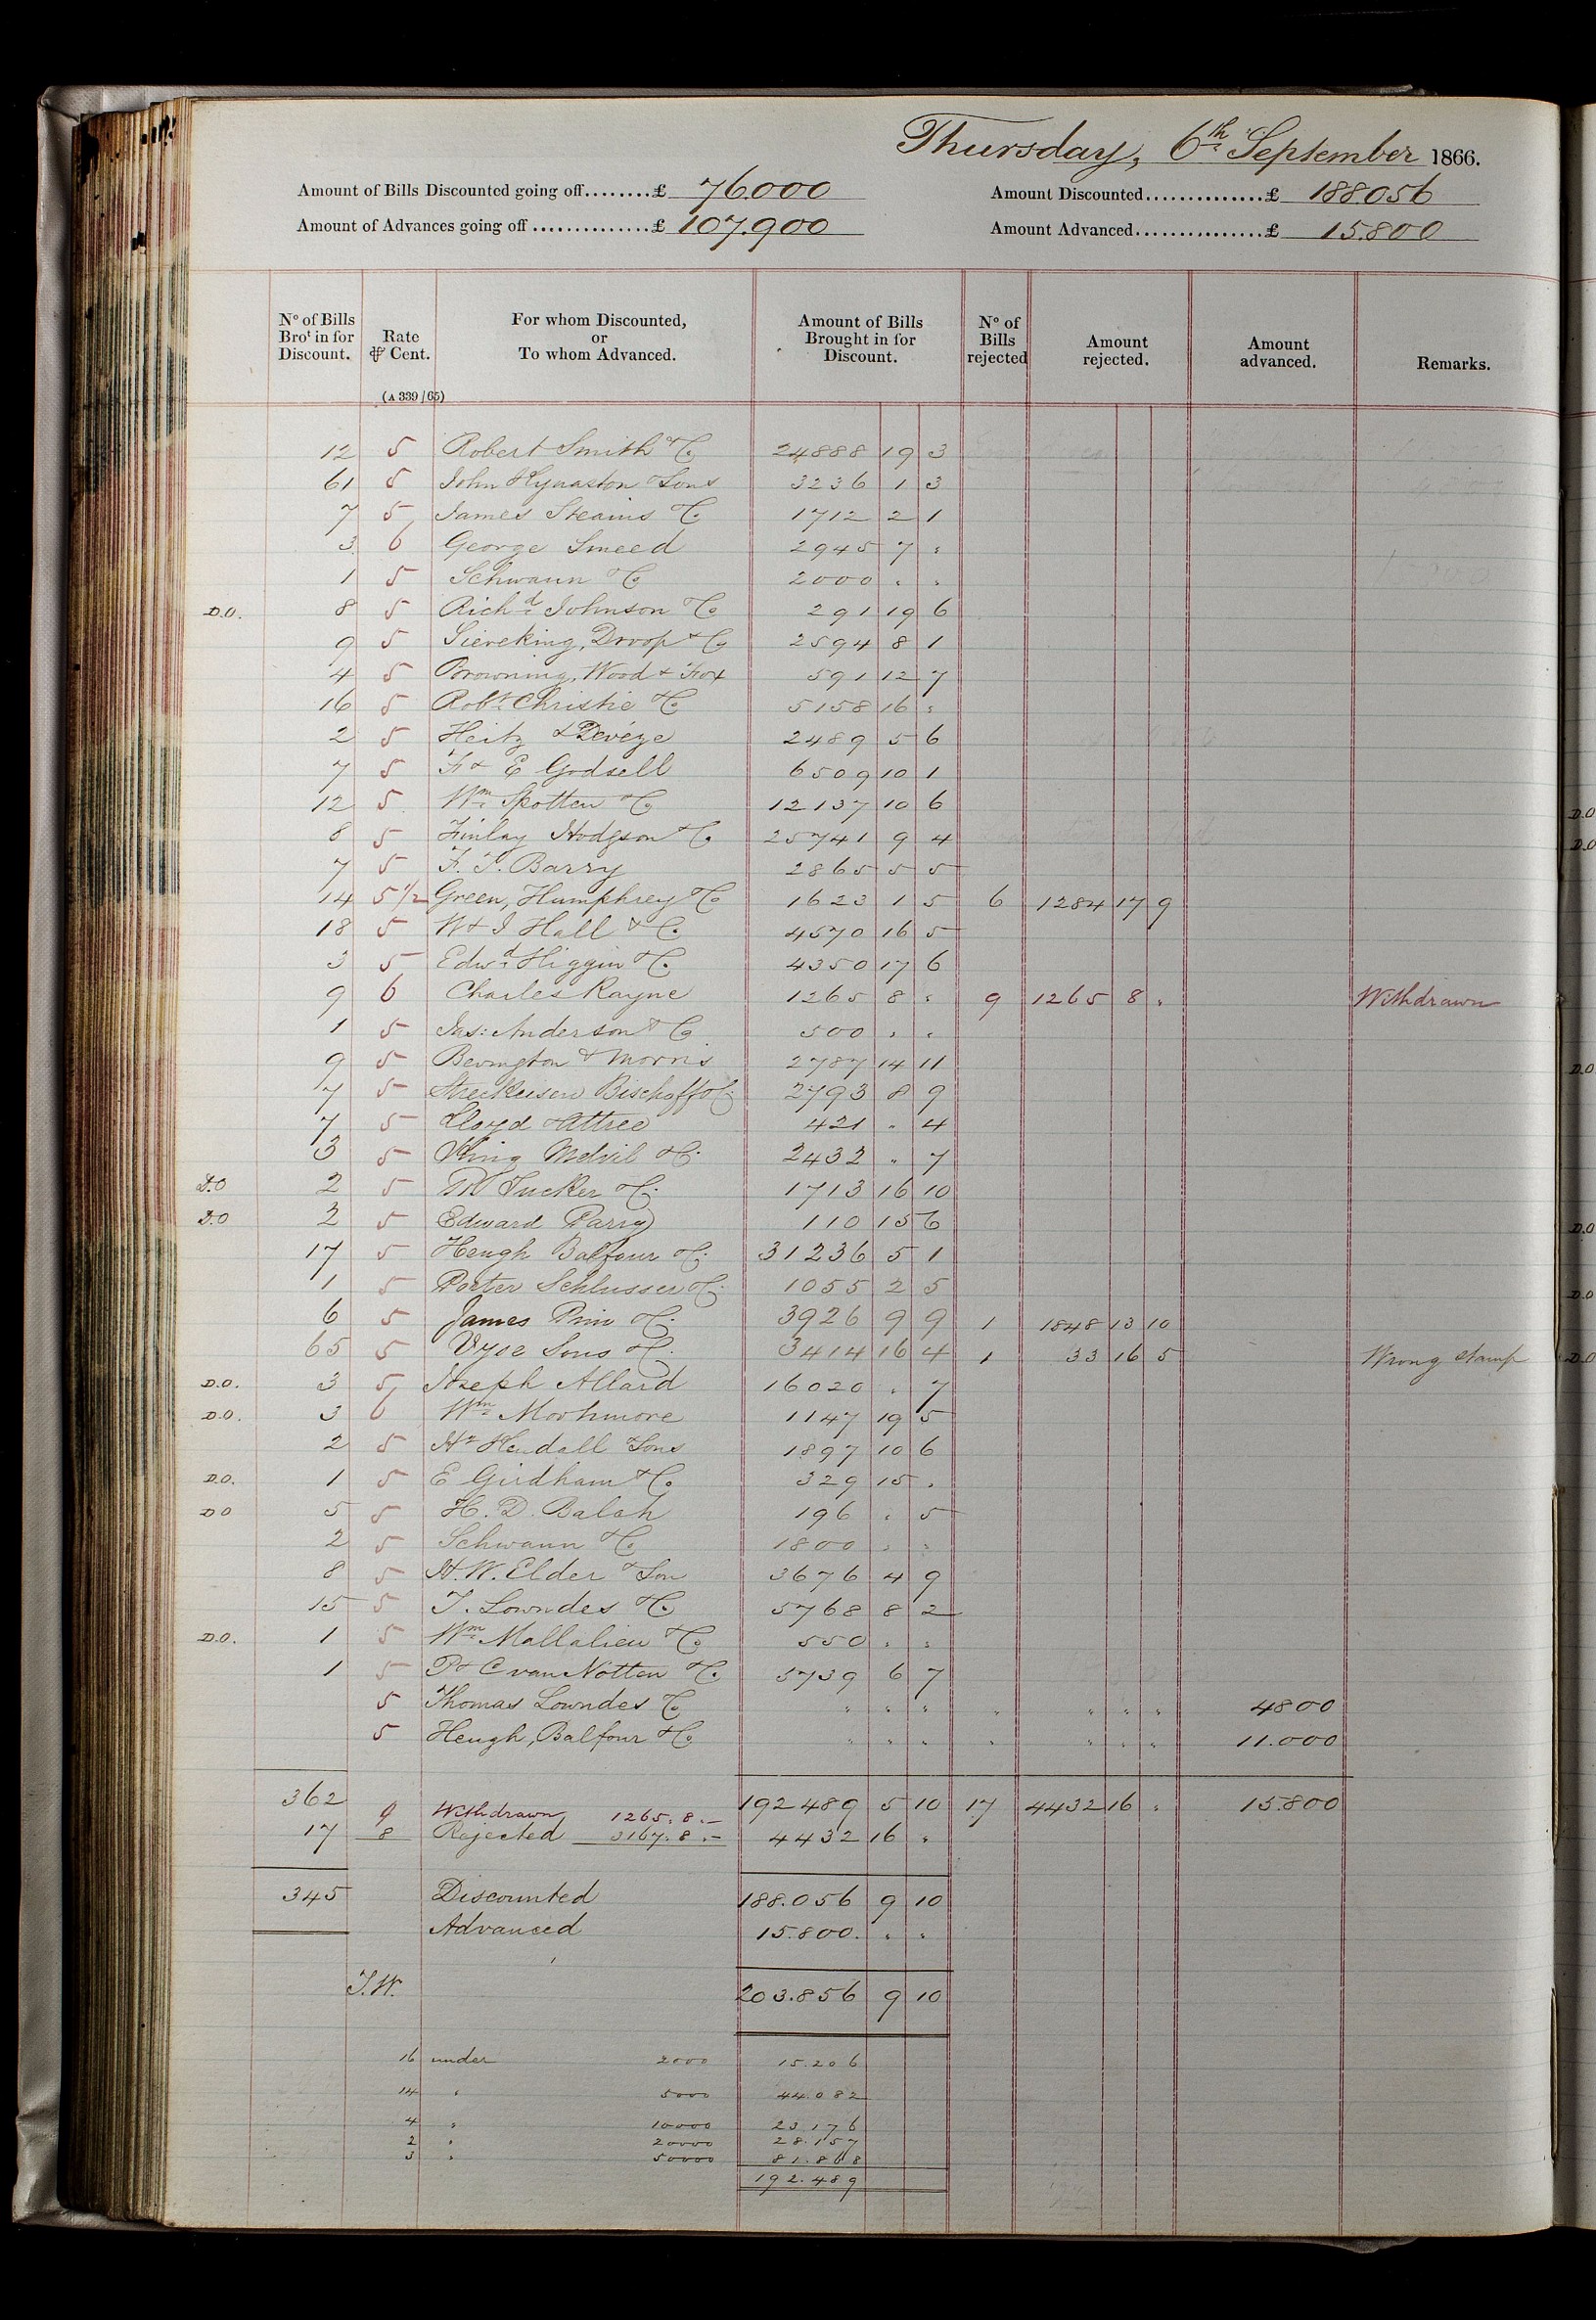 Thursday, 6th September 1866.
Amount of Bills Discounted going off........£ 76.000 Amount Discounted..............£ 188.056
Amount of Advances going off ..............£ 107.900 Amount Advanced...............£ 15.800
No of Bills Brot in for Discount. Rate ⅌ Cent. For whom Discounted, or To whom Advanced. Amount of Bills Brought in for Discount. No of Bills rejected Amount rejected. Amount advanced. Remarks.
(A 339/65)
12 5 Robert Smith & Co 24888 19 3
61 5 John Kynaston & Sons 3236 1 3
7 5 James Steains & Co 1712 2 1
3 6 George Smeed 2945 7 "
1 5 Schwann & Co 2000 " "
D.O. 8 5 Richd Johnson & Co 291 19 6
9 5 Sieveking, Droop & Co 2594 8 1
4 5 Browning, Wood & Fox 591 12 7
16 5 Robt Christie & Co 5158 16 "
2 5 Heitz & Devéze 2489 5 6
7 5 F & E Godsell 6509 10 1
12 5 Wm Spotten & Co 12137 10 6
8 5 Finlay Hodgson & Co 25741 9 4
7 5 F. T. Barry 2865 5 5
14 5 1/2 Green, Humphrey & Co 1623 1 5 6 1284 17 9
18 5 W & I Hall & Co 4570 16 5
3 5 Edwd Higgin & Co 4350 17 6
9 6 Charles Rayne 1265 8 " 9 1265 8 " Withdrawn
1 5 Jas: Anderson & Co 500 " "
9 5 Bevington & Morris 2787 14 11
7 5 Streckeisen Bischoff & Co 2793 8 9
7 5 Lloyd & Attree 421 " 4
3 5 King Melvil & Co 2432 " 7
D.O 2 5 Tucker & Co 1713 16 10
D.O 2 5 Edward Parry 110 15 6
17 5 Heugh Balfour & Co 31236 5 1
1 5 Porter Schlusser & Co 1055 2 5
6 5 James Pim & Co 3926 9 9 1 1848 13 10
65 5 Vyse Sons & Co 3414 16 4 1 33 16 5 Wrong stamp
D.O. 3 5 Joseph Allard 16020 " 7
D.O. 3 6 Wm Moshmore 1147 19 5
2 5 Hy Kendall & Sons 1897 10 6
D.O. 1 5 E Girdham & Co 329 15 "
D O 5 5 H. D. Balah 196 " 5
2 5 Schwann & Co 1800 " "
8 5 H. W. Elder & Son 3676 4 9
15 5 T. Lowndes & Co 5768 8 2
D.O. 1 5 Wm Mallalieu & Co 550 " "
1 5 P & C van Notten & Co 5739 6 7
5 Thomas Lowndes & Co " " " " " " " 4800
5 Heugh, Balfour & Co " " " " " " " 11.000
362 192489 5 10 17 4432 16 " 15.800
9 Withdrawn 1265. 8. –
17 8 Rejected 3167. 8. – 4432 16 "
345 Discounted 188.056 9 10
Advanced 15.800. " "
T.W. 203.856 9 10
16 under 2000 15.206
14 " 5000 44.082
4 " 10000 23176
2 " 20000 28.157
3 " 50000 81.868
192.489